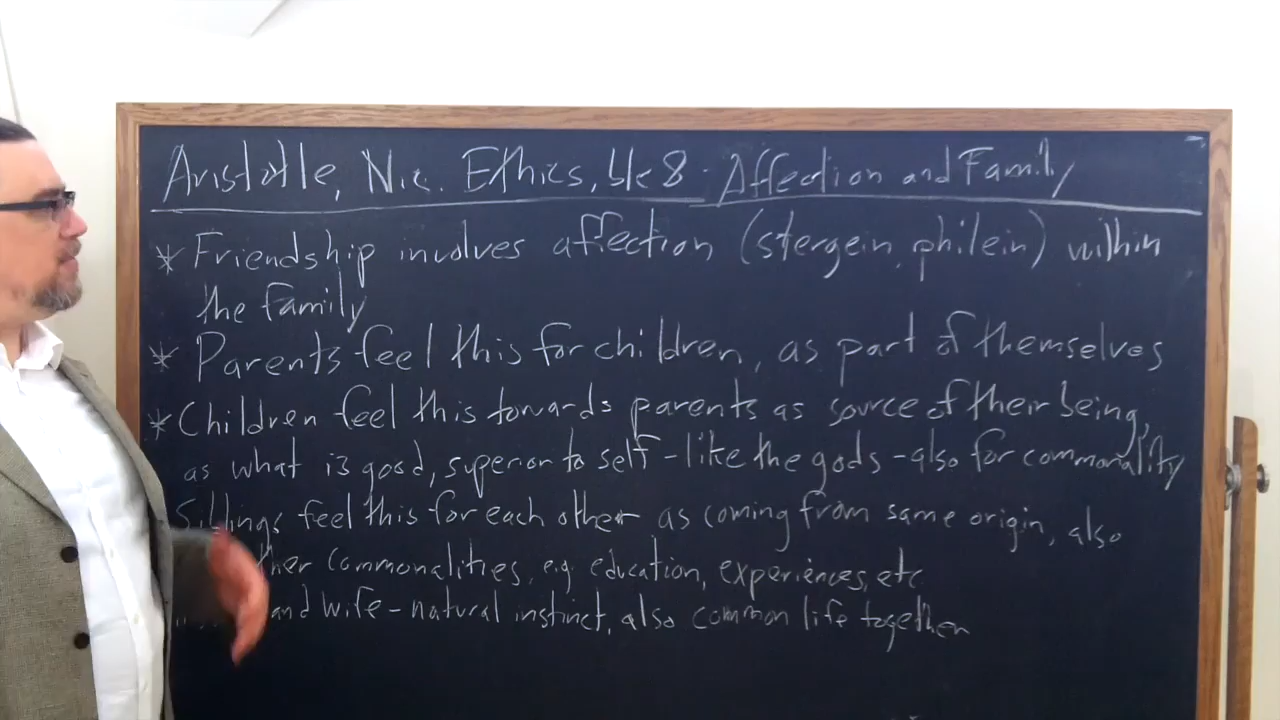 Aristotle, Nic. Ethics, bk 8 - Affection and Family
* Friendship involves affection (stergein, philein) within
the family
* Parents feel this for children, as part of themselves
* Children feel this towards parents as source of their being,
as what is good, superior to self - like the gods - also for commonality
Siblings feel this for each other as coming from same origin, also
commonalities, e.g. education, experiences, etc
and wife - natural instinct, also common life together